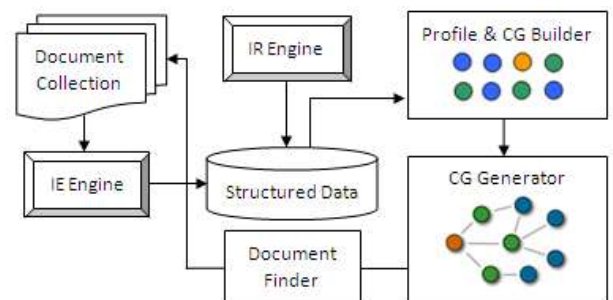 Document
Collection
IR Engine
Profile & CG Builder
IE Engine
Structured Data
CG Generator
Document
Finder